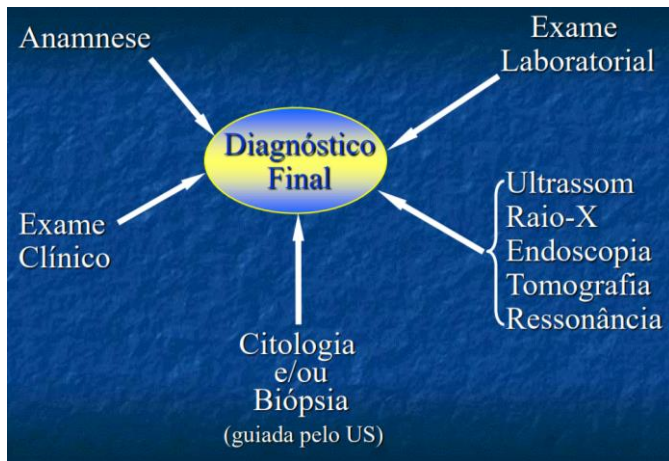 Anamnese
Exame
Laboratorial
Diagnóstico
Final
Exame
Clínico
Ultrassom
Raio-X
Endoscopia
Tomografia
Ressonância
Citologia
e/ou
Biópsia
(guiada pelo US)